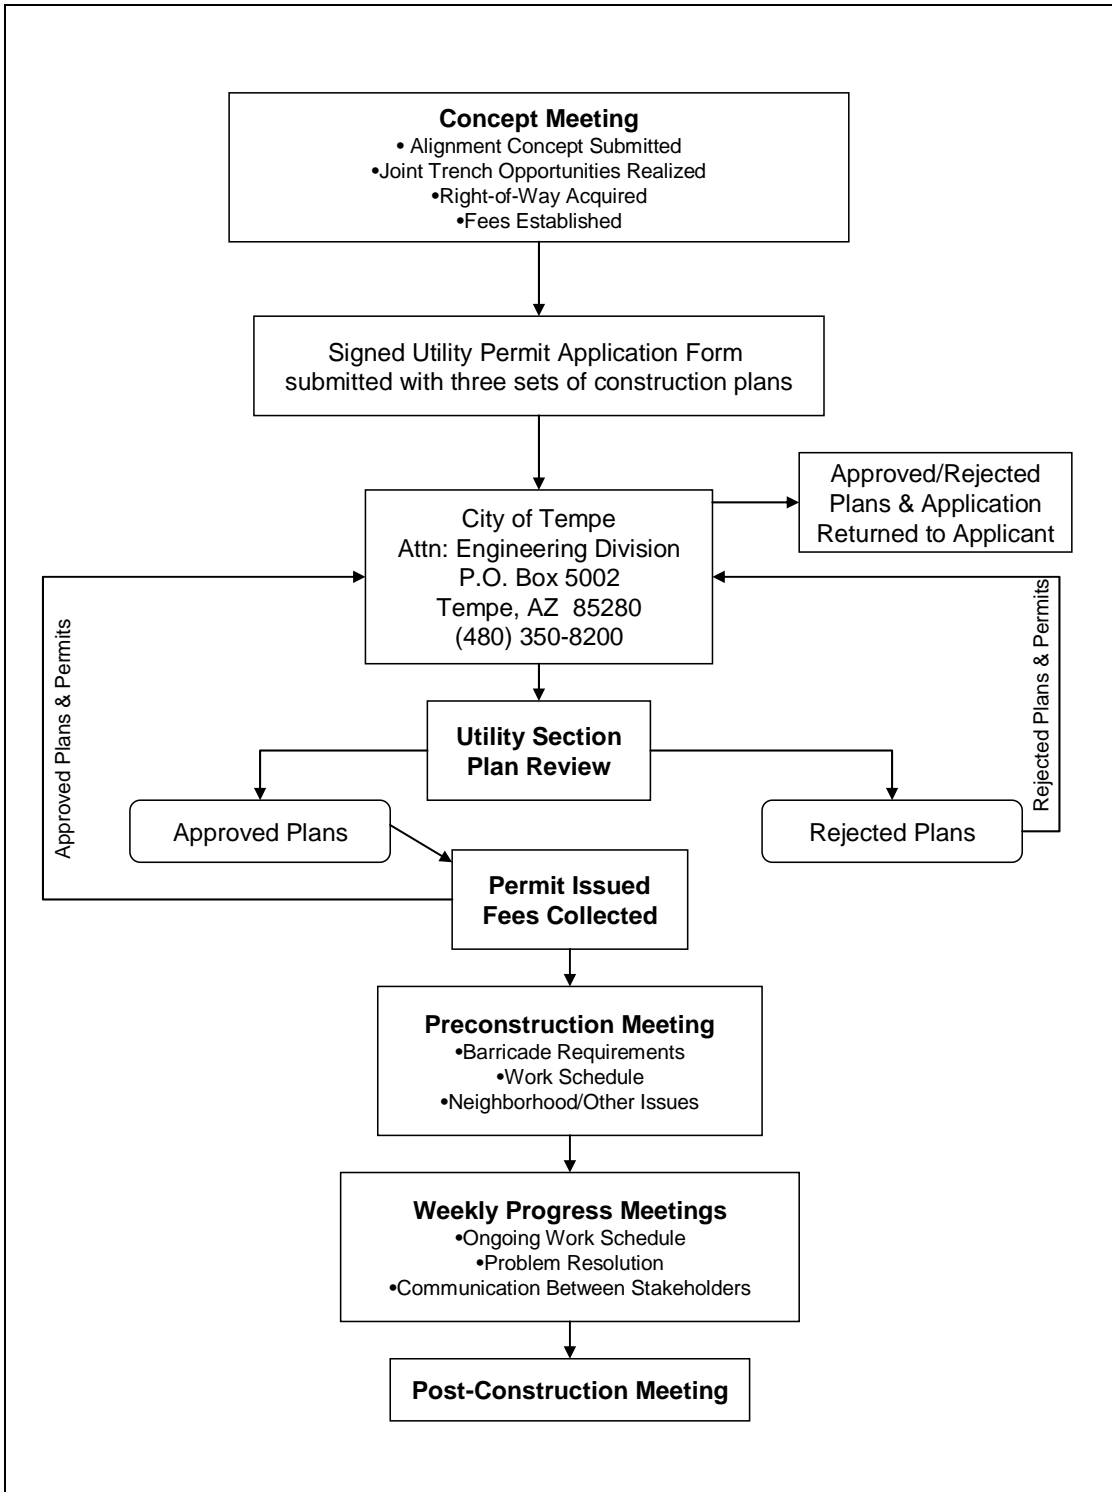 Concept Meeting
• Alignment Concept Submitted
•Joint Trench Opportunities Realized
•Right-of-Way Acquired
•Fees Established
Signed Utility Permit Application Form
submitted with three sets of construction plans
Approved/Rejected
Plans & Application
Returned to Applicant
City of Tempe
Attn: Engineering Division
P.O. Box 5002
Tempe, AZ  85280
(480) 350-8200
Approved Plans & Permits
Rejected Plans & Permits
Utility Section
Plan Review
Approved Plans
Rejected Plans
Permit Issued
Fees Collected
Preconstruction Meeting
•Barricade Requirements
•Work Schedule
•Neighborhood/Other Issues
Weekly Progress Meetings
•Ongoing Work Schedule
•Problem Resolution
•Communication Between Stakeholders
Post-Construction Meeting